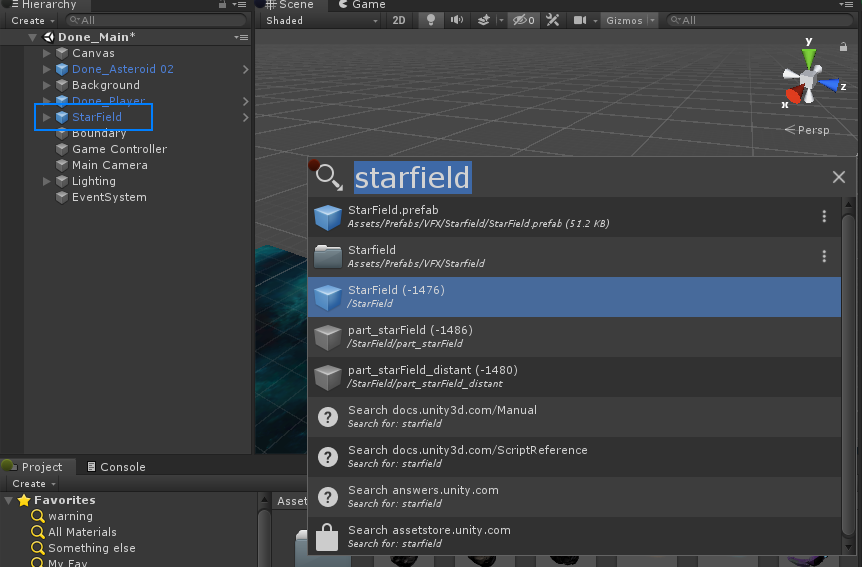 Hierarchy
Create
All
Done_Main*
Canvas
Done_Asteroid 02
Background
Done_Player
StarField
Boundary
Game Controller
Main Camera
Lighting
EventSystem
Scene
Game
Shaded
2D
0
Gizmos
All
y
z
x
Persp
starfield
StarField.prefab
Assets/Prefabs/VFX/Starfield/StarField.prefab (51.2 KB)
Starfield
Assets/Prefabs/VFX/Starfield
StarField (-1476)
/StarField
part_starField (-1486)
/StarField/part_starField
part_starField_distant (-1480)
/StarField/part_starField_distant
Search docs.unity3d.com/Manual
Search for: starfield
Search docs.unity3d.com/ScriptReference
Search for: starfield
Search answers.unity.com
Search for: starfield
Search assetstore.unity.com
Search for: starfield
Project
Console
Create
Favorites
warning
All Materials
Something else
My Fav
Asset